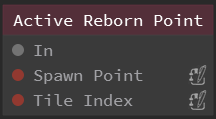 Active Reborn Point
In
Spawn Point
Tile Index